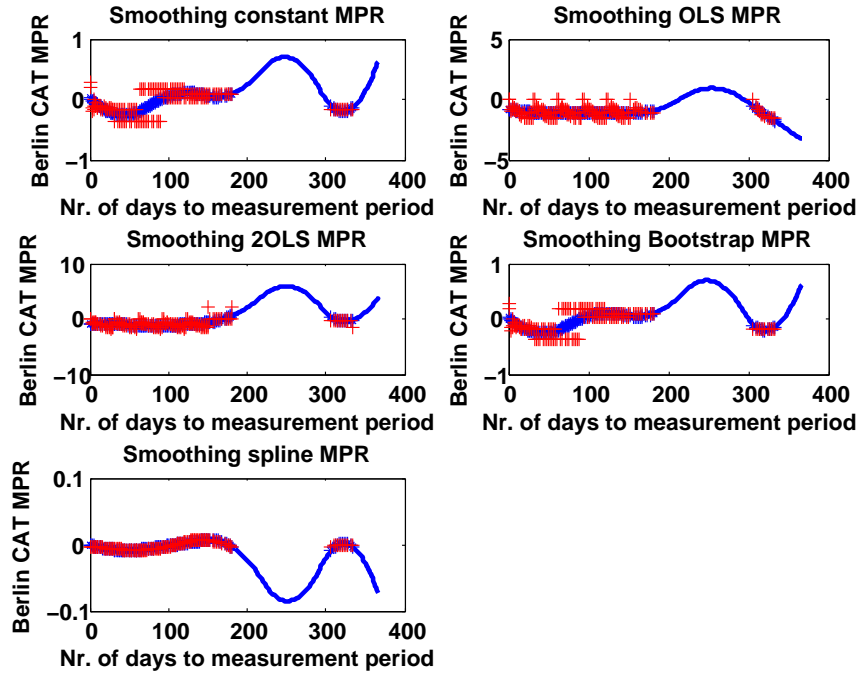 Smoothing constant MPR
Berlin CAT MPR
1
0
−1
0 100 200 300 400
Nr. of days to measurement period
Smoothing OLS MPR
Berlin CAT MPR
5
0
−5
0 100 200 300 400
Nr. of days to measurement period
Smoothing 2OLS MPR
Berlin CAT MPR
10
0
−10
0 100 200 300 400
Nr. of days to measurement period
Smoothing Bootstrap MPR
Berlin CAT MPR
1
0
1
0 100 200 300 400
Nr. of days to measurement period
Smoothing spline MPR
Berlin CAT MPR
0.1
0
−0.1
0 100 200 300 400
Nr. of days to measurement period